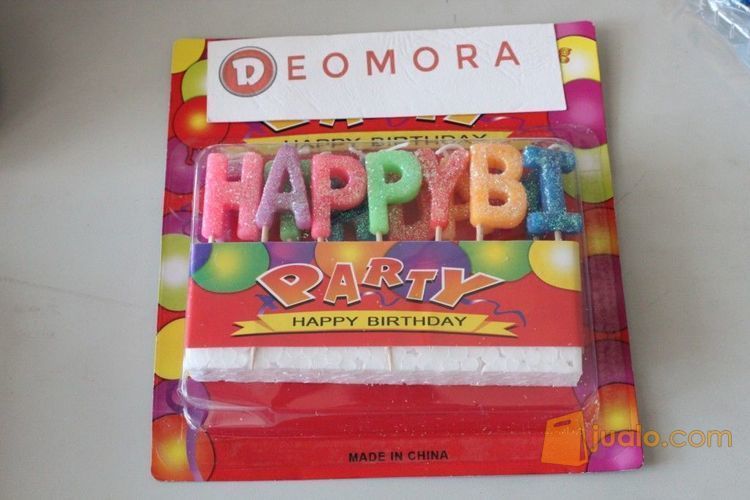 DEOMORA
HAPPY BIRTHDAY
HAPPYBI
PARTY
HAPPY BIRTHDAY
MADE IN CHINA
jualo.com